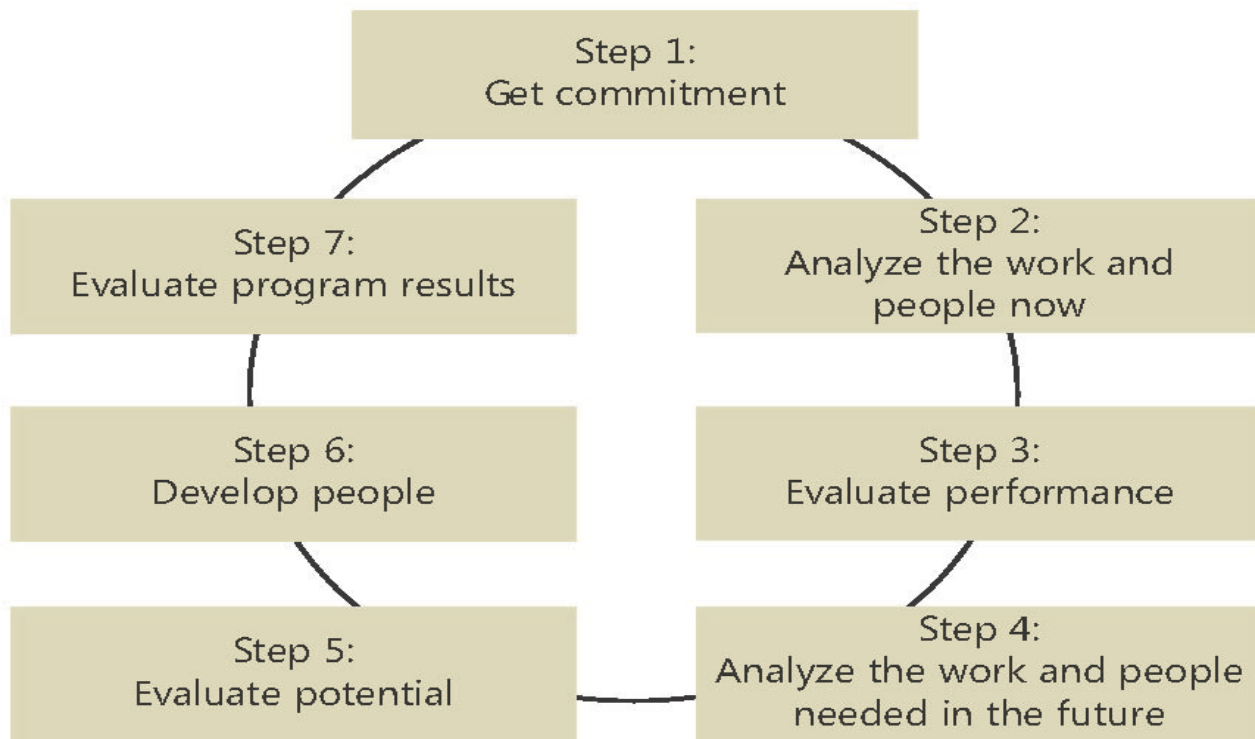 Step 1:
Get commitment
Step 2:
Analyze the work and
people now
Step 3:
Evaluate performance
Step 4:
Analyze the work and people
needed in the future
Step 5:
Evaluate potential
Step 6:
Develop people
Step 7:
Evaluate program results